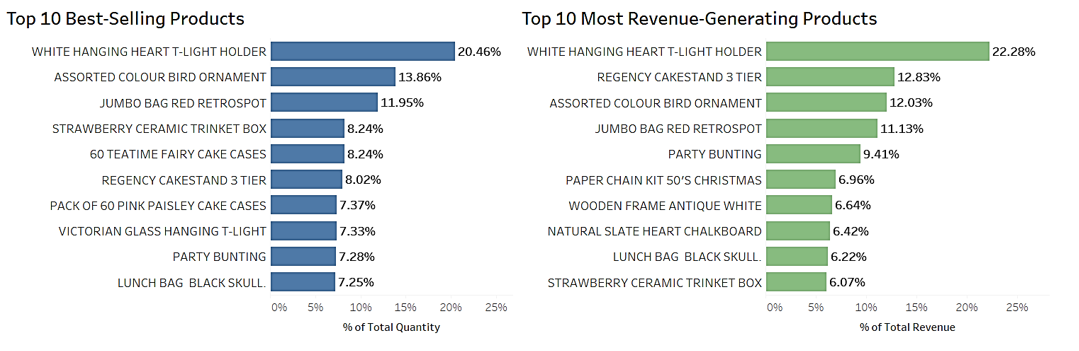 Top 10 Best-Selling Products
WHITE HANGING HEART T-LIGHT HOLDER 20.46%
ASSORTED COLOUR BIRD ORNAMENT 13.86%
JUMBO BAG RED RETROSPOT 11.95%
STRAWBERRY CERAMIC TRINKET BOX 8.24%
60 TEATIME FAIRY CAKE CASES 8.24%
REGENCY CAKESTAND 3 TIER 8.02%
PACK OF 60 PINK PAISLEY CAKE CASES 7.37%
VICTORIAN GLASS HANGING T-LIGHT 7.33%
PARTY BUNTING 7.28%
LUNCH BAG  BLACK SKULL. 7.25%
0% 5% 10% 15% 20% 25%
% of Total Quantity
Top 10 Most Revenue-Generating Products
WHITE HANGING HEART T-LIGHT HOLDER 22.28%
REGENCY CAKESTAND 3 TIER 12.83%
ASSORTED COLOUR BIRD ORNAMENT 12.03%
JUMBO BAG RED RETROSPOT 11.13%
PARTY BUNTING 9.41%
PAPER CHAIN KIT 50'S CHRISTMAS 6.96%
WOODEN FRAME ANTIQUE WHITE 6.64%
NATURAL SLATE HEART CHALKBOARD 6.42%
LUNCH BAG  BLACK SKULL. 6.22%
STRAWBERRY CERAMIC TRINKET BOX 6.07%
0% 5% 10% 15% 20% 25%
% of Total Revenue